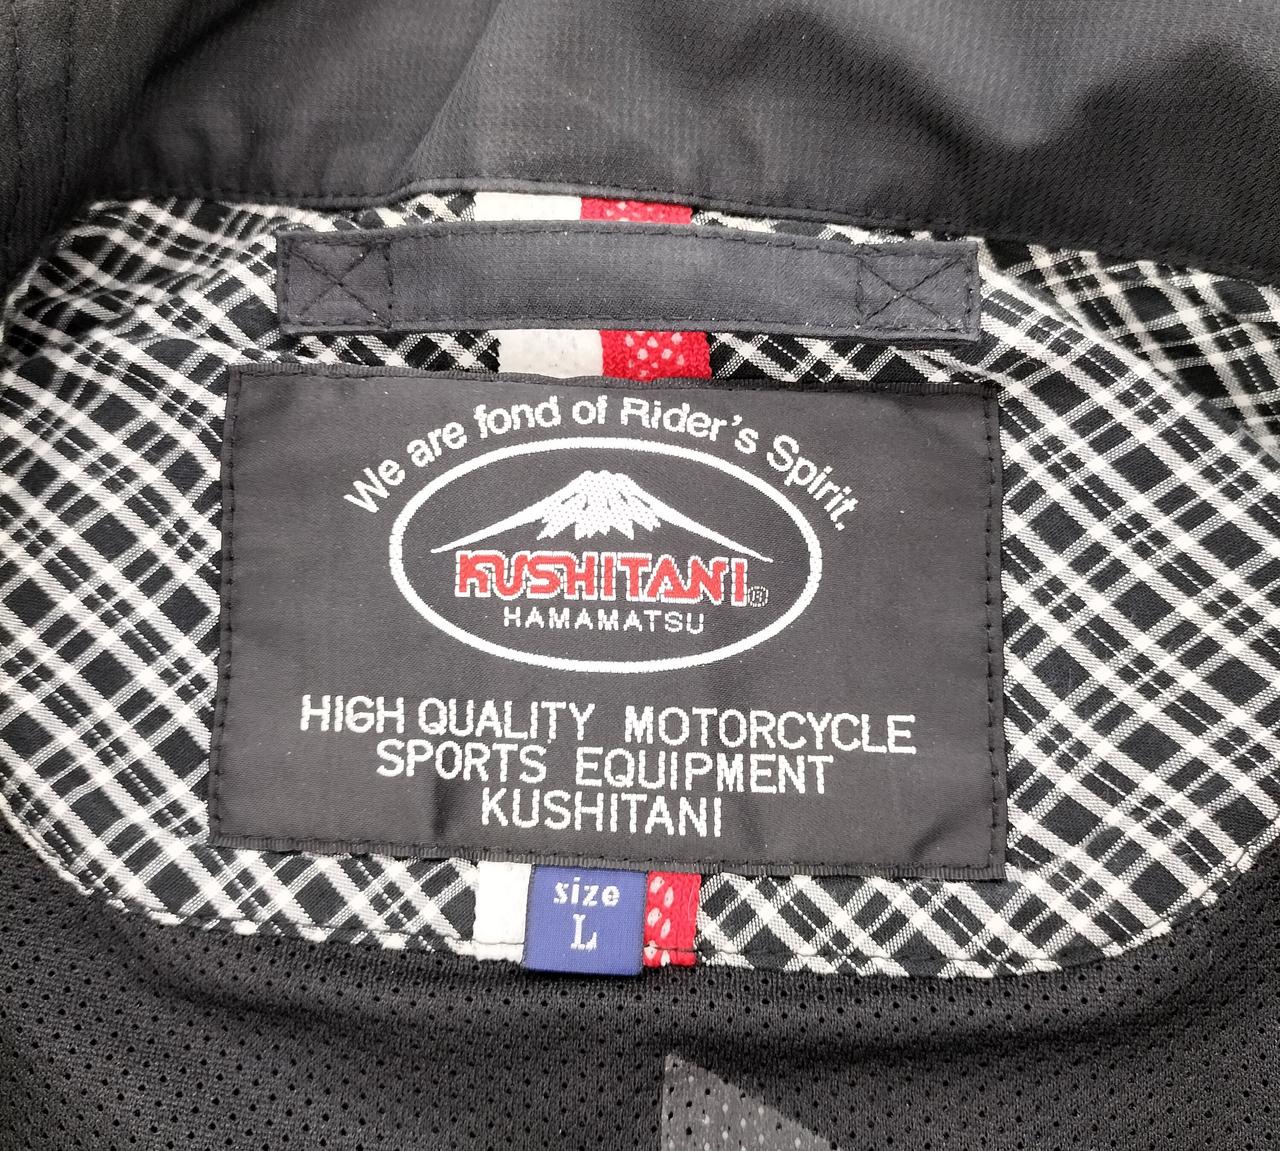 We are fond of Rider's Spirit.
KUSHITANI®
HAMAMATSU
HIGH QUALITY MOTORCYCLE
SPORTS EQUIPMENT
KUSHITANI
size
L